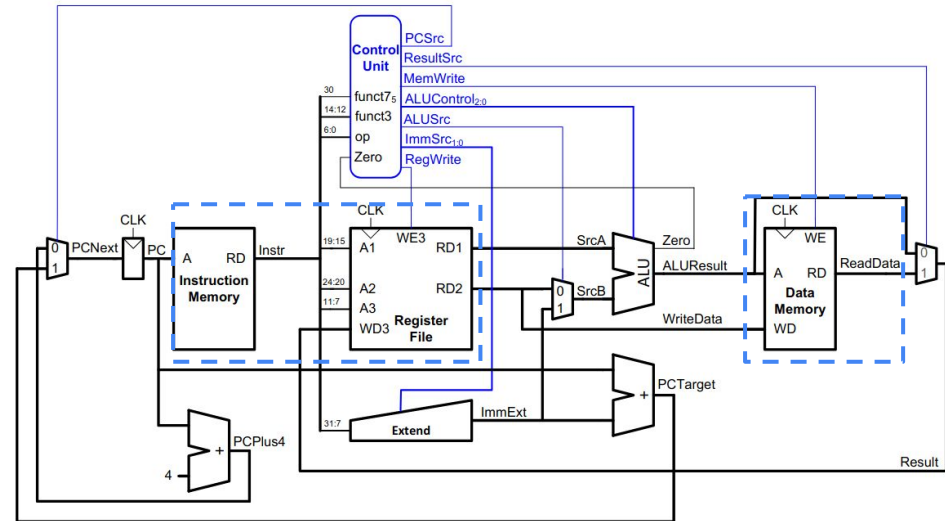 PCSrc
Control
Unit
ResultSrc
MemWrite
30
funct7₅
ALUControl₂:₀
14:12
funct3
ALUSrc
6:0
op
ImmSrc₁:₀
Zero
RegWrite
CLK
CLK
CLK
0
1
PCNext
PC
A
RD
Instr
Instruction
Memory
19:15
A1
WE3
RD1
24:20
A2
RD2
11:7
A3
WD3
Register
File
SrcA
0
1
SrcB
ALU
Zero
ALUResult
WriteData
WE
A
RD
Data
Memory
WD
ReadData
0
1
PCTarget
+
31:7
Extend
ImmExt
PCPlus4
+
4
Result